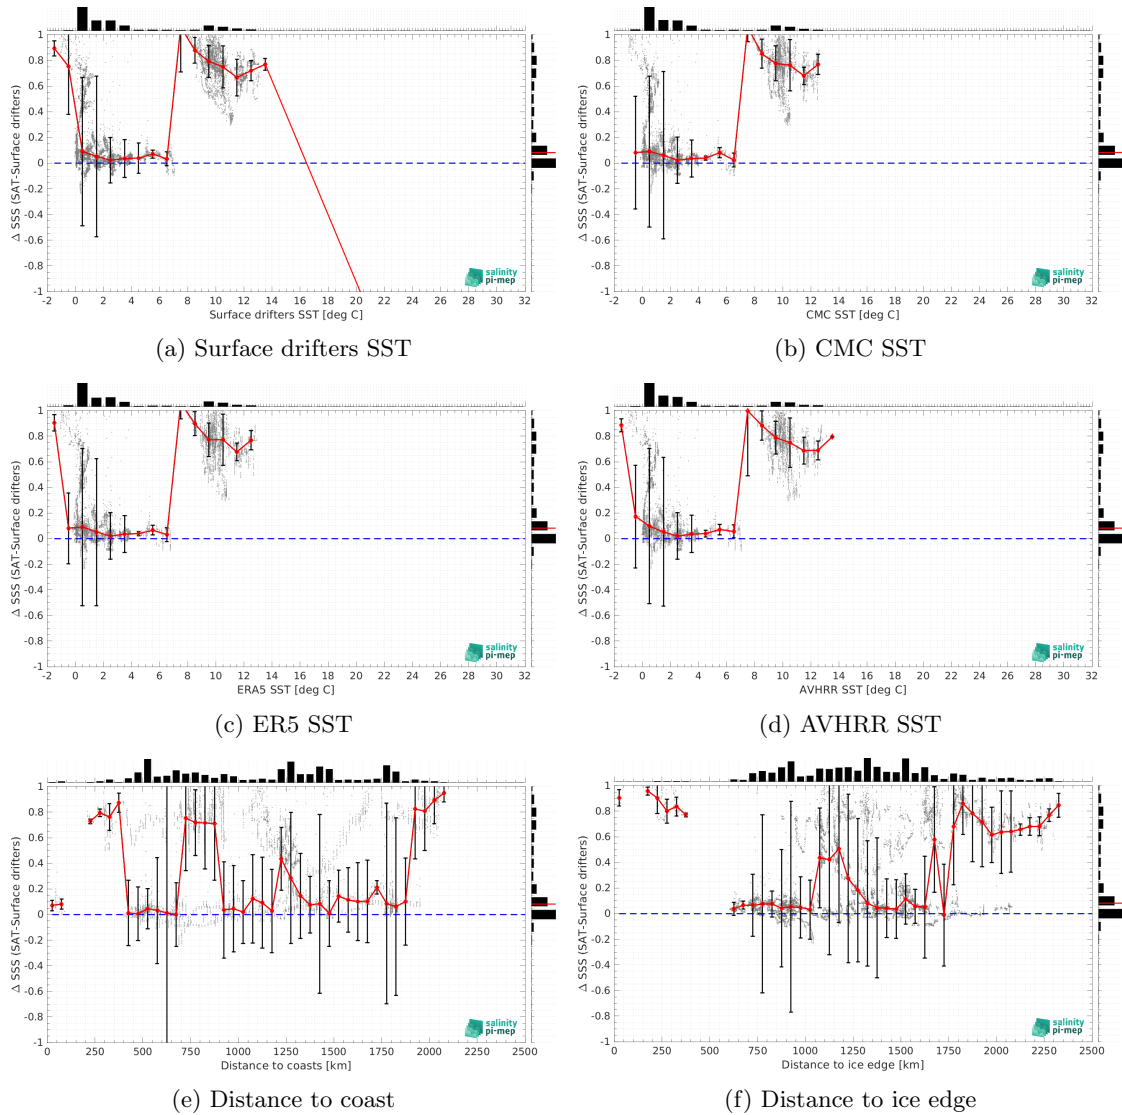 1
0.8
0.6
0.4
0.2
0
-0.2
-0.4
-0.6
-0.8
-1
Δ SSS (SAT-Surface drifters)
-2 0 2 4 6 8 10 12 14 16 18 20 22 24 26 28 30 32
Surface drifters SST [deg C]
salinity
pi-mep
(a) Surface drifters SST
1
0.8
0.6
0.4
0.2
0
-0.2
-0.4
-0.6
-0.8
-1
Δ SSS (SAT-Surface drifters)
-2 0 2 4 6 8 10 12 14 16 18 20 22 24 26 28 30 32
CMC SST [deg C]
salinity
pi-mep
(b) CMC SST
1
0.8
0.6
0.4
0.2
0
-0.2
-0.4
-0.6
-0.8
-1
Δ SSS (SAT-Surface drifters)
-2 0 2 4 6 8 10 12 14 16 18 20 22 24 26 28 30 32
ERA5 SST [deg C]
salinity
pi-mep
(c) ER5 SST
1
0.8
0.6
0.4
0.2
0
-0.2
-0.4
-0.6
-0.8
-1
Δ SSS (SAT-Surface drifters)
-2 0 2 4 6 8 10 12 14 16 18 20 22 24 26 28 30 32
AVHRR SST [deg C]
salinity
pi-mep
(d) AVHRR SST
1
0.8
0.6
0.4
0.2
0
-0.2
-0.4
-0.6
-0.8
-1
Δ SSS (SAT-Surface drifters)
0 250 500 750 1000 1250 1500 1750 2000 2250 2500
Distance to coasts [km]
salinity
pi-mep
(e) Distance to coast
1
0.8
0.6
0.4
0.2
0
-0.2
-0.4
-0.6
-0.8
-1
Δ SSS (SAT-Surface drifters)
0 250 500 750 1000 1250 1500 1750 2000 2250 2500
Distance to ice edge [km]
salinity
pi-mep
(f) Distance to ice edge